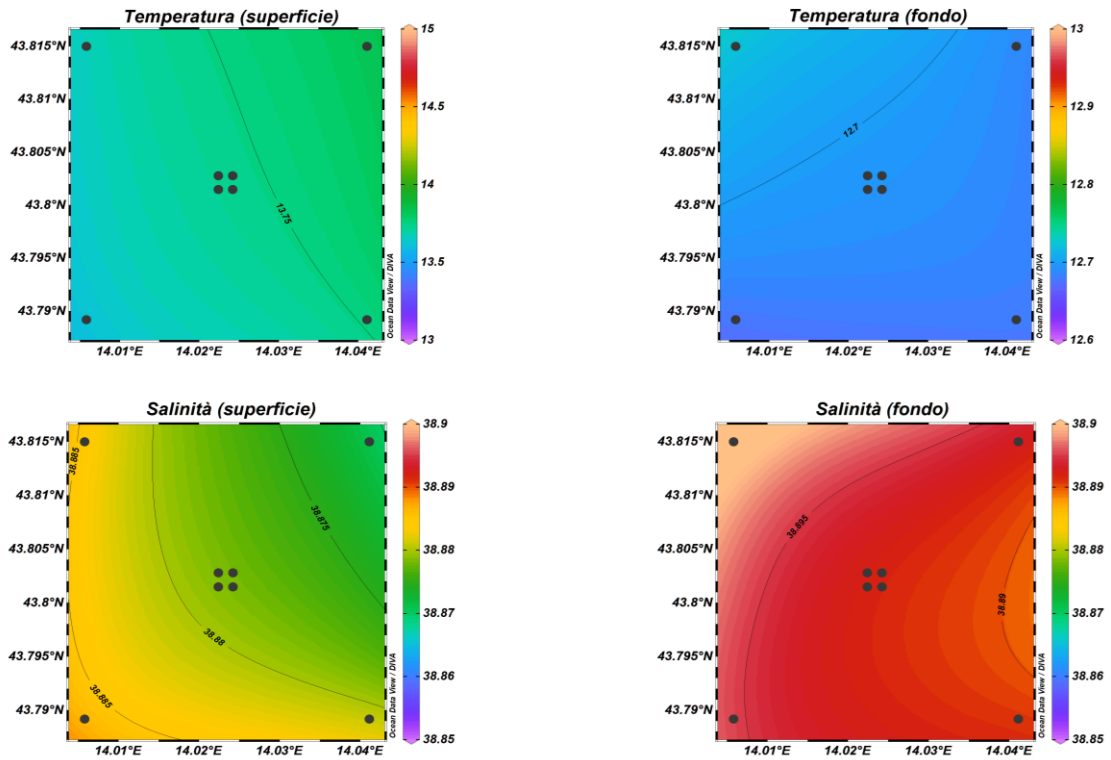 Temperatura (superficie)
43.815°N
43.81°N
43.805°N
43.8°N
43.795°N
43.79°N
14.01°E 14.02°E 14.03°E 14.04°E
13.75
Ocean Data View / DIVA
15
14.5
14
13.5
13
Temperatura (fondo)
43.815°N
43.81°N
43.805°N
43.8°N
43.795°N
43.79°N
14.01°E 14.02°E 14.03°E 14.04°E
12.7
Ocean Data View / DIVA
13
12.9
12.8
12.7
12.6
Salinità (superficie)
43.815°N
43.81°N
43.805°N
43.8°N
43.795°N
43.79°N
14.01°E 14.02°E 14.03°E 14.04°E
38.885
38.875
38.88
38.885
Ocean Data View / DIVA
38.9
38.89
38.88
38.87
38.86
38.85
Salinità (fondo)
43.815°N
43.81°N
43.805°N
43.8°N
43.795°N
43.79°N
14.01°E 14.02°E 14.03°E 14.04°E
38.895
38.89
Ocean Data View / DIVA
38.9
38.89
38.88
38.87
38.86
38.85